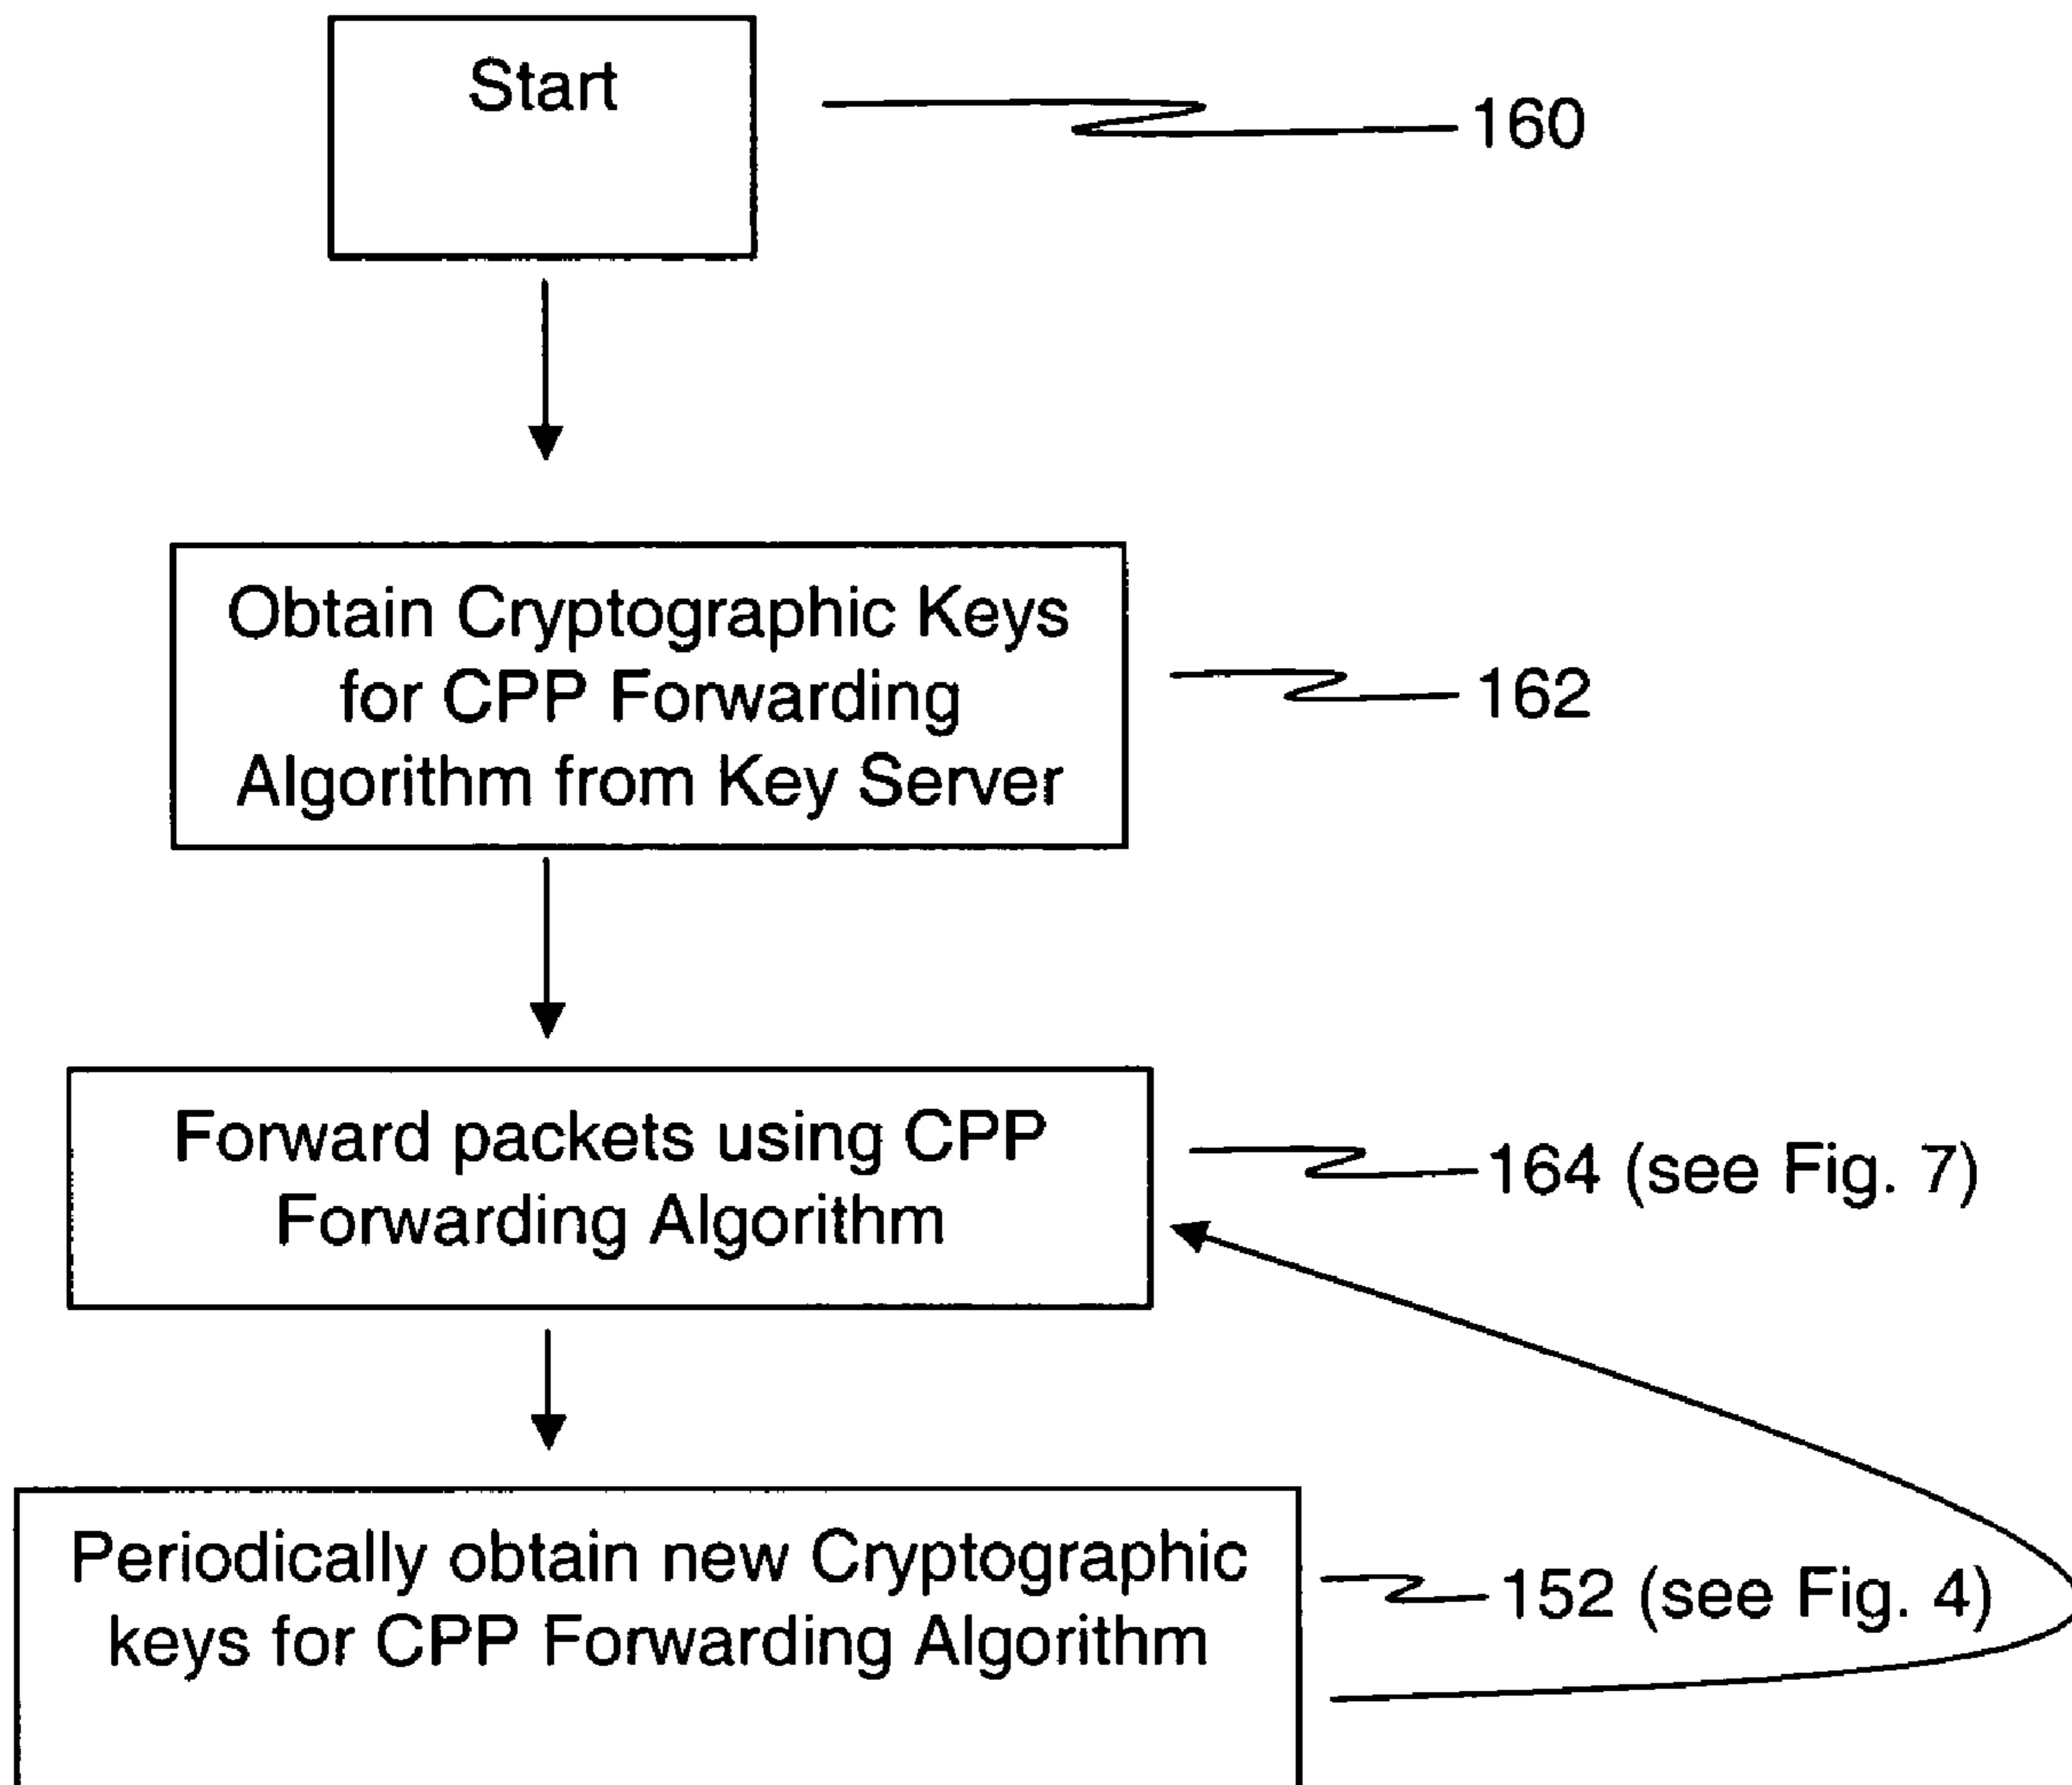 Start
160
Obtain Cryptographic Keys
for CPP Forwarding
Algorithm from Key Server
162
Forward packets using CPP
Forwarding Algorithm
164 (see Fig. 7)
Periodically obtain new Cryptographic
keys for CPP Forwarding Algorithm
152 (see Fig. 4)